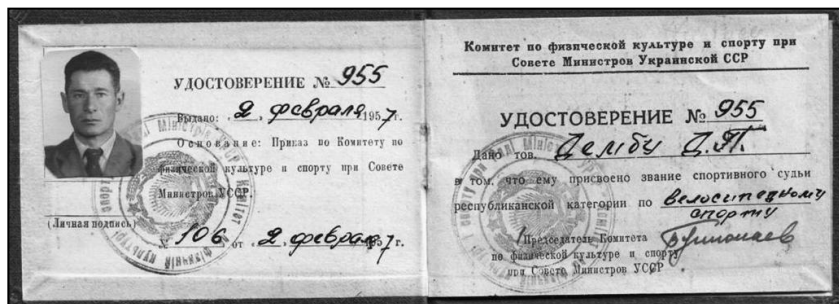 УДОСТОВЕРЕНИЕ № 955
Выдано: „2„ февраля 1957г.
Основание: Приказ по Комитету по
физической культуре и спорту при Совете
Министров УССР.
(Личная подпись)
№ 106 от „2„ февраля 1957г.
Комитет по физической культуре и спорту при
Совете Министров Украинской ССР
УДОСТОВЕРЕНИЕ № 955
Дано тов.
в том, что ему присвоено звание спортивного судьи
республиканской категории по велосипедному
спорту
Председатель Комитета
по физической культуре и спорту
при Совете Министров УССР